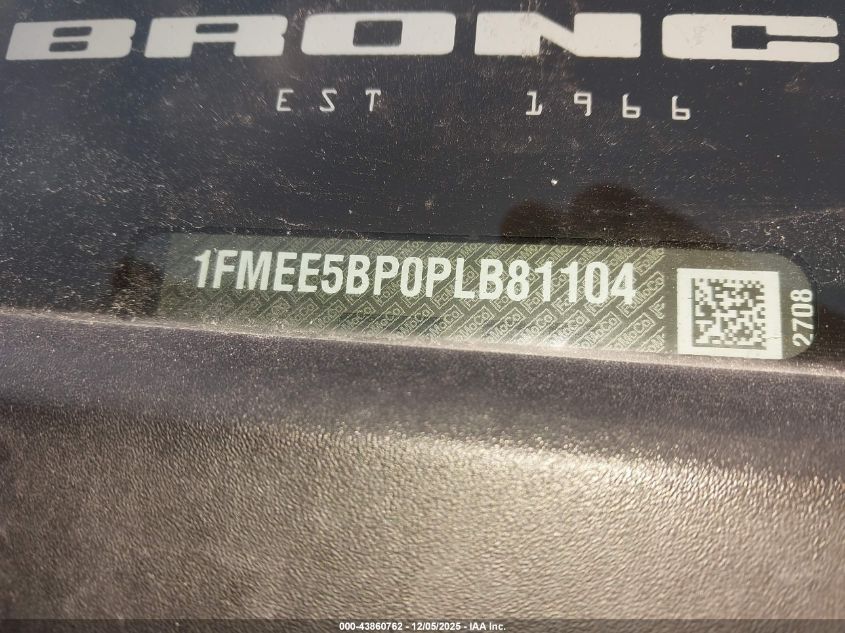 BRONC
EST 1966
1FMEE5BP0PLB81104
2708
000-43860762 - 12/05/2025 - IAA Inc.